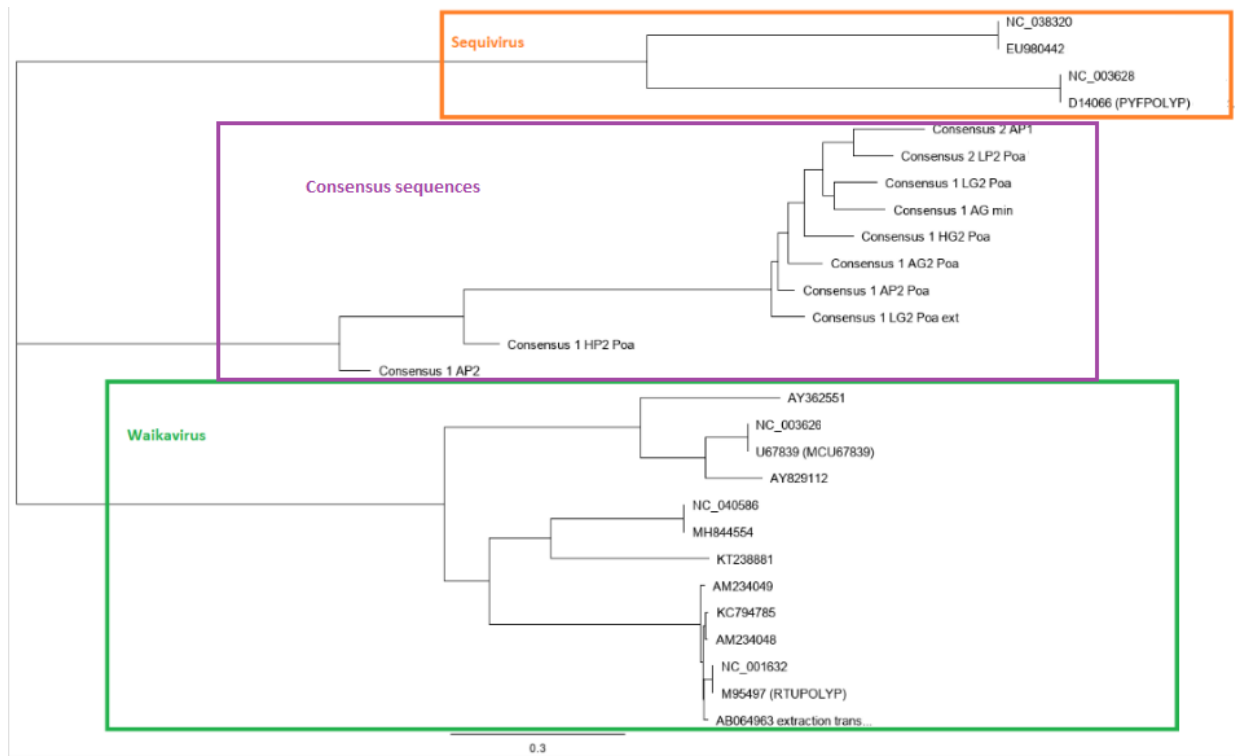 Sequivirus
NC_038320
EU980442
NC_003628
D14066 (PYFPOLYP)
Consensus sequences
Consensus 2 AP1
Consensus 2 LP2 Poa
Consensus 1 LG2 Poa
Consensus 1 AG min
Consensus 1 HG2 Poa
Consensus 1 AG2 Poa
Consensus 1 AP2 Poa
Consensus 1 LG2 Poa ext
Consensus 1 HP2 Poa
Consensus 1 AP2
Waikavirus
AY362551
NC_003626
U67839 (MCU67839)
AY829112
NC_040586
MH844554
KT238881
AM234049
KC794785
AM234048
NC_001632
M95497 (RTUPOLYP)
AB064963 extraction trans...
0.3